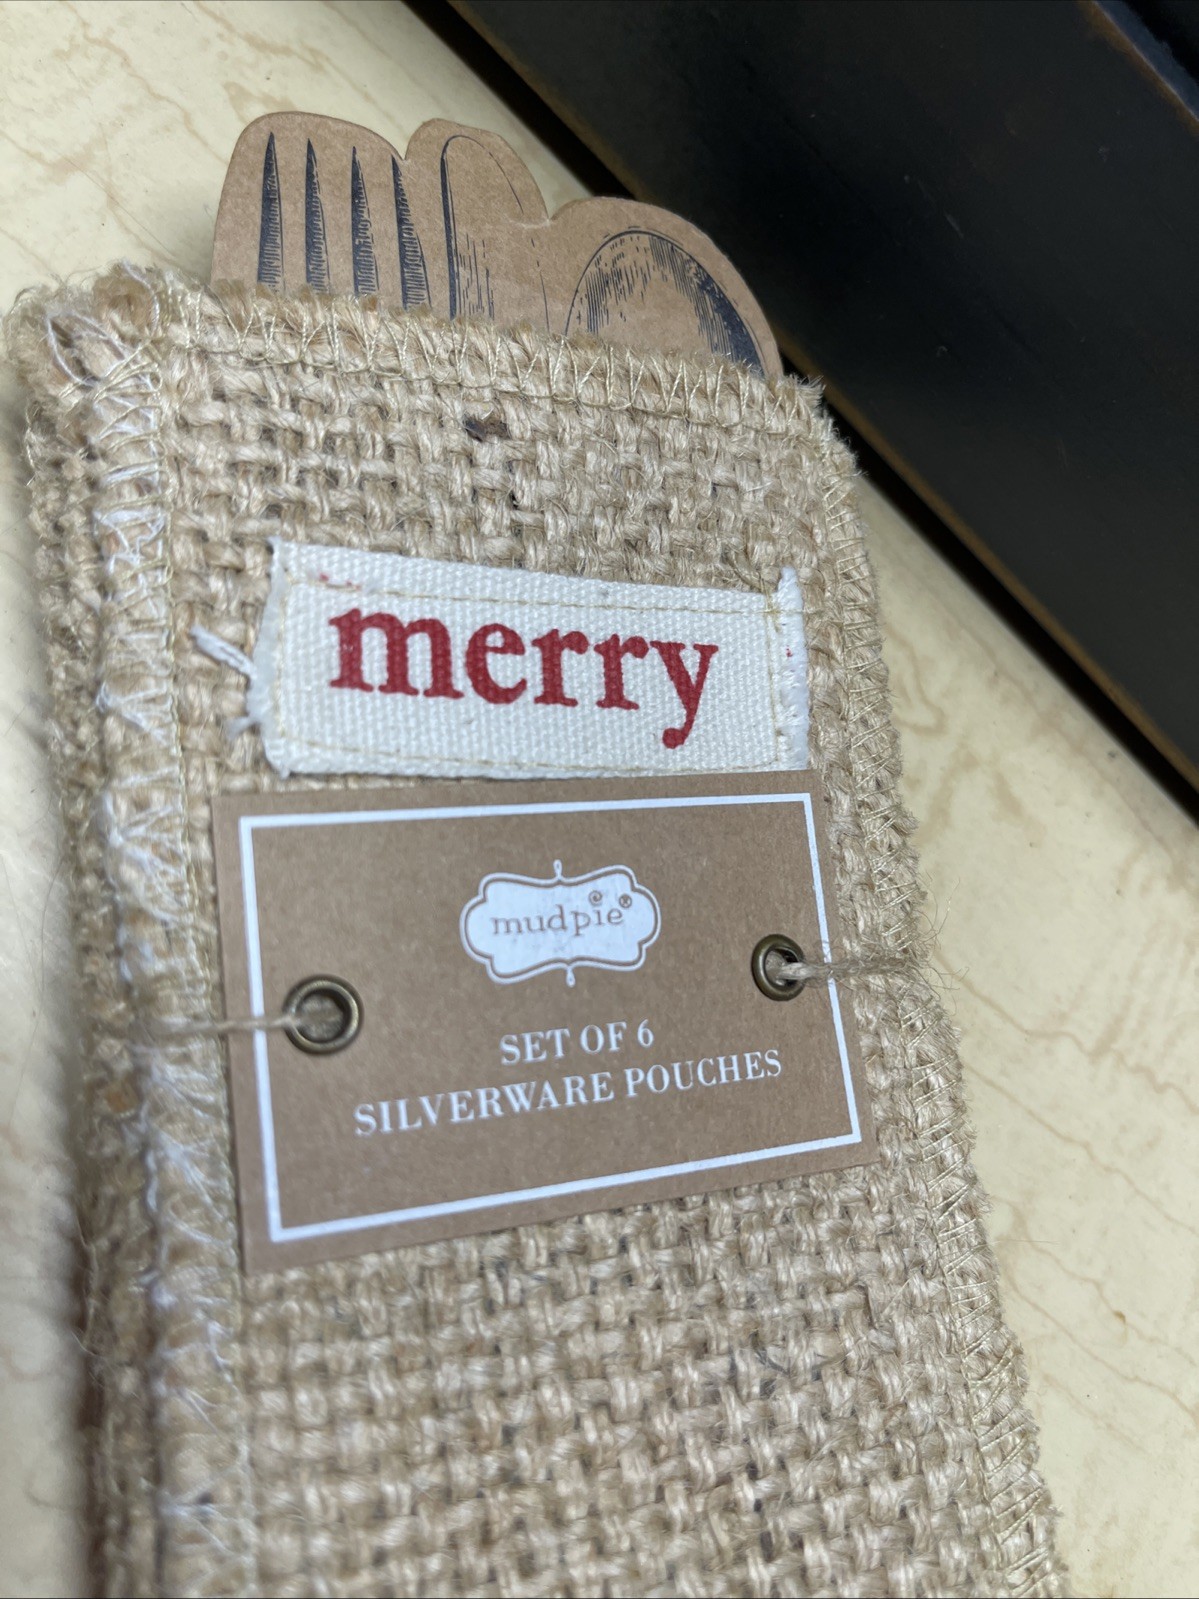 merry
mudpie®
SET OF 6
SILVERWARE POUCHES